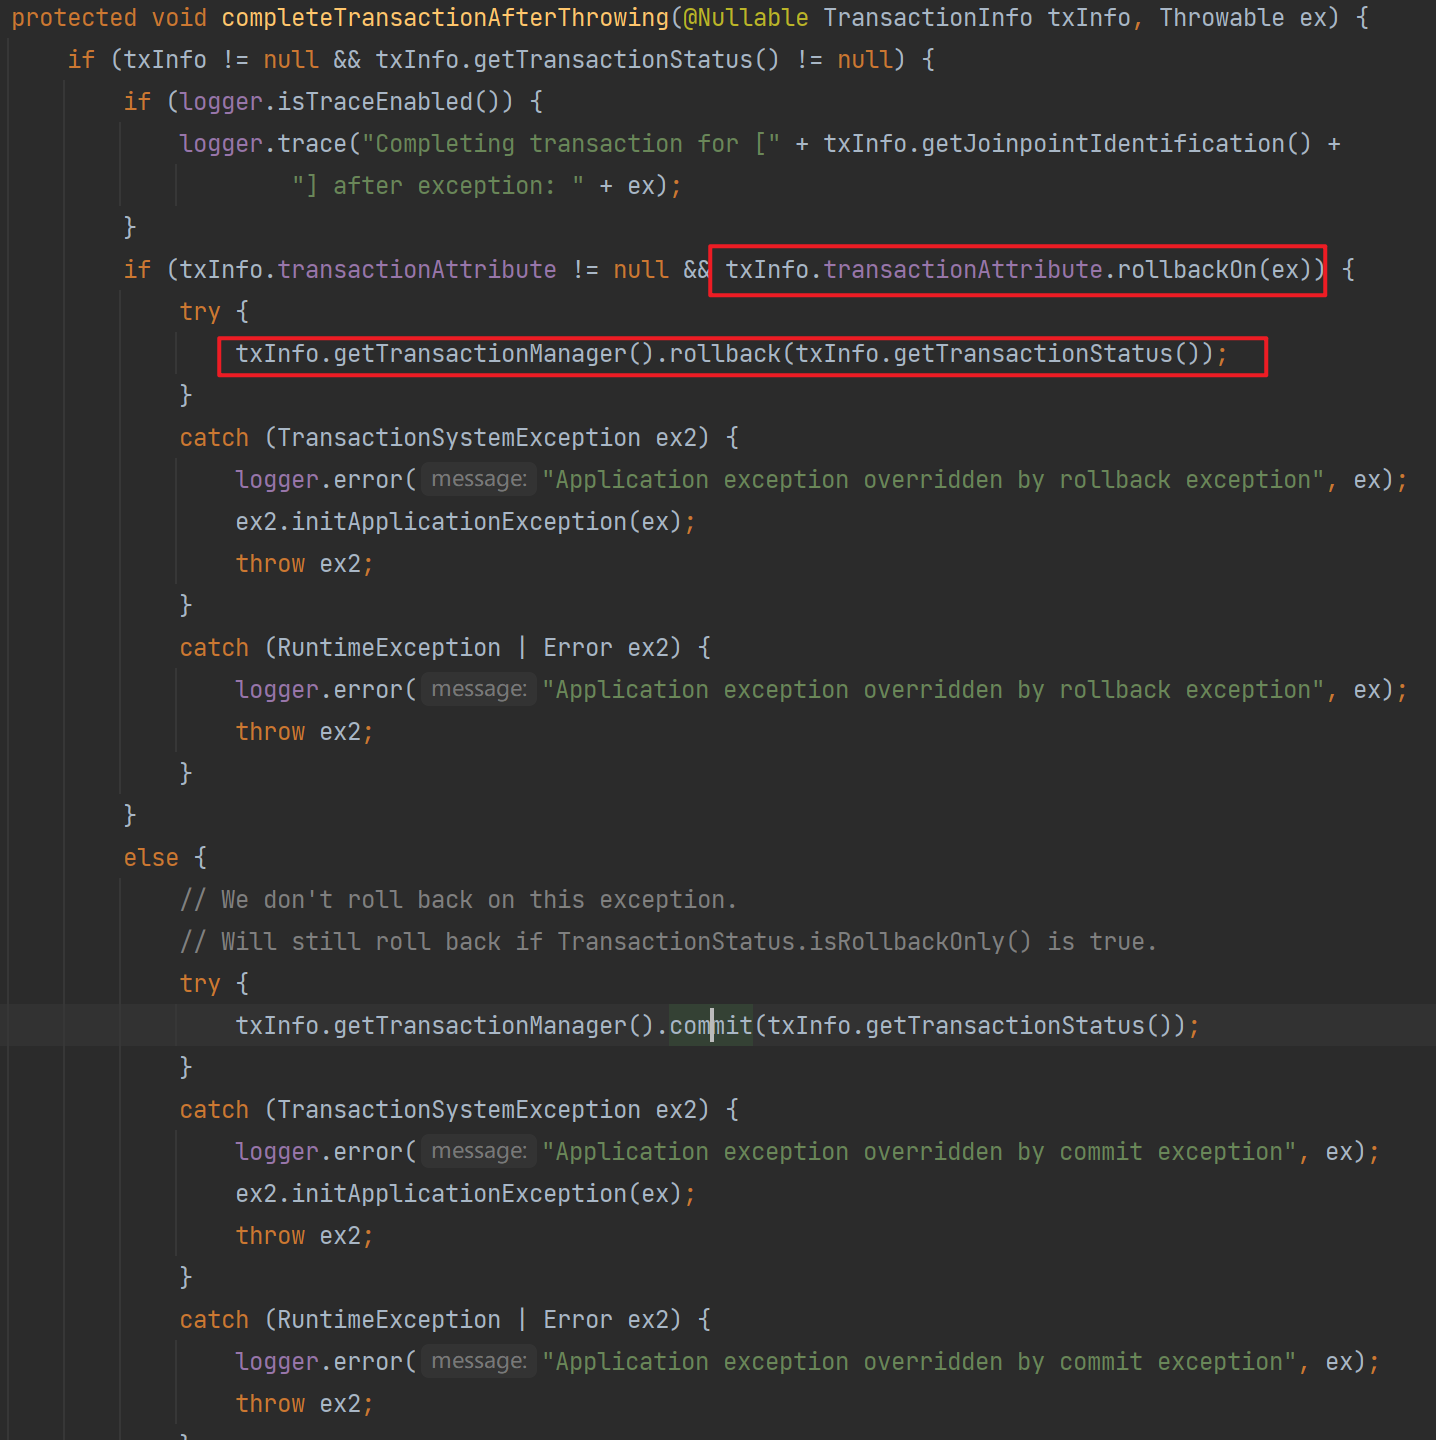 protected void completeTransactionAfterThrowing(@Nullable TransactionInfo txInfo, Throwable ex) {
    if (txInfo != null && txInfo.getTransactionStatus() != null) {
        if (logger.isTraceEnabled()) {
            logger.trace("Completing transaction for [" + txInfo.getJoinpointIdentification() +
                    "] after exception: " + ex);
        }
        if (txInfo.transactionAttribute != null && txInfo.transactionAttribute.rollbackOn(ex)) {
            try {
                txInfo.getTransactionManager().rollback(txInfo.getTransactionStatus());
            }
            catch (TransactionSystemException ex2) {
                logger.error( message: "Application exception overridden by rollback exception", ex);
                ex2.initApplicationException(ex);
                throw ex2;
            }
            catch (RuntimeException | Error ex2) {
                logger.error( message: "Application exception overridden by rollback exception", ex);
                throw ex2;
            }
        }
        else {
            // We don't roll back on this exception.
            // Will still roll back if TransactionStatus.isRollbackOnly() is true.
            try {
                txInfo.getTransactionManager().commit(txInfo.getTransactionStatus());
            }
            catch (TransactionSystemException ex2) {
                logger.error( message: "Application exception overridden by commit exception", ex);
                ex2.initApplicationException(ex);
                throw ex2;
            }
            catch (RuntimeException | Error ex2) {
                logger.error( message: "Application exception overridden by commit exception", ex);
                throw ex2;
            }